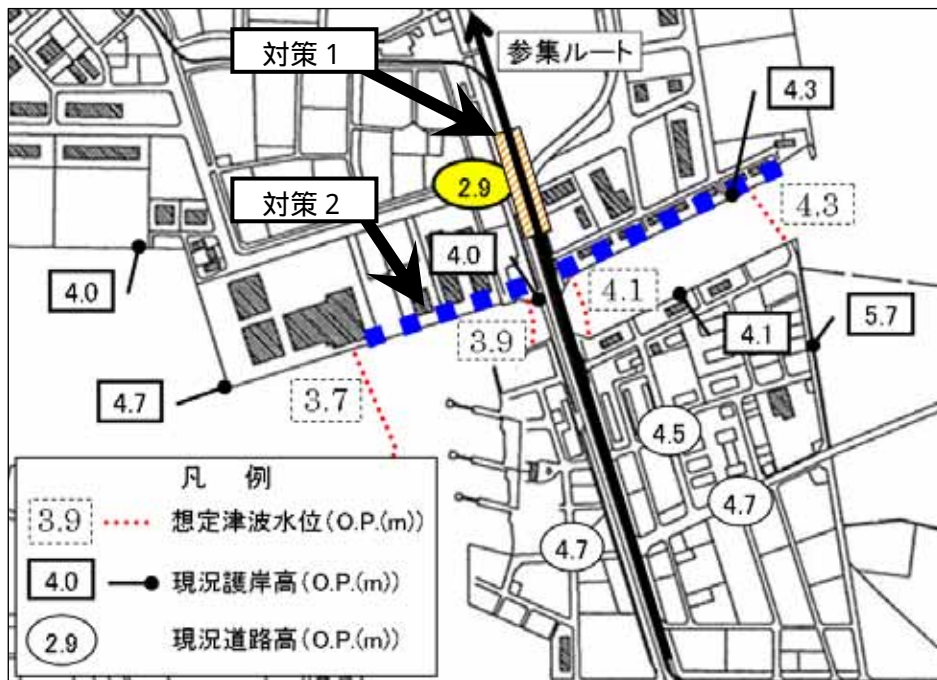 対策 1
参集ルート
4.3
2.9
対策 2
4.3
4.0
4.0
4.1
5.7
3.9
4.1
4.7
3.7
4.5
4.7
4.7
凡 例
3.9 想定津波水位(O.P.(m))
4.0 現況護岸高(O.P.(m))
2.9 現況道路高(O.P.(m))